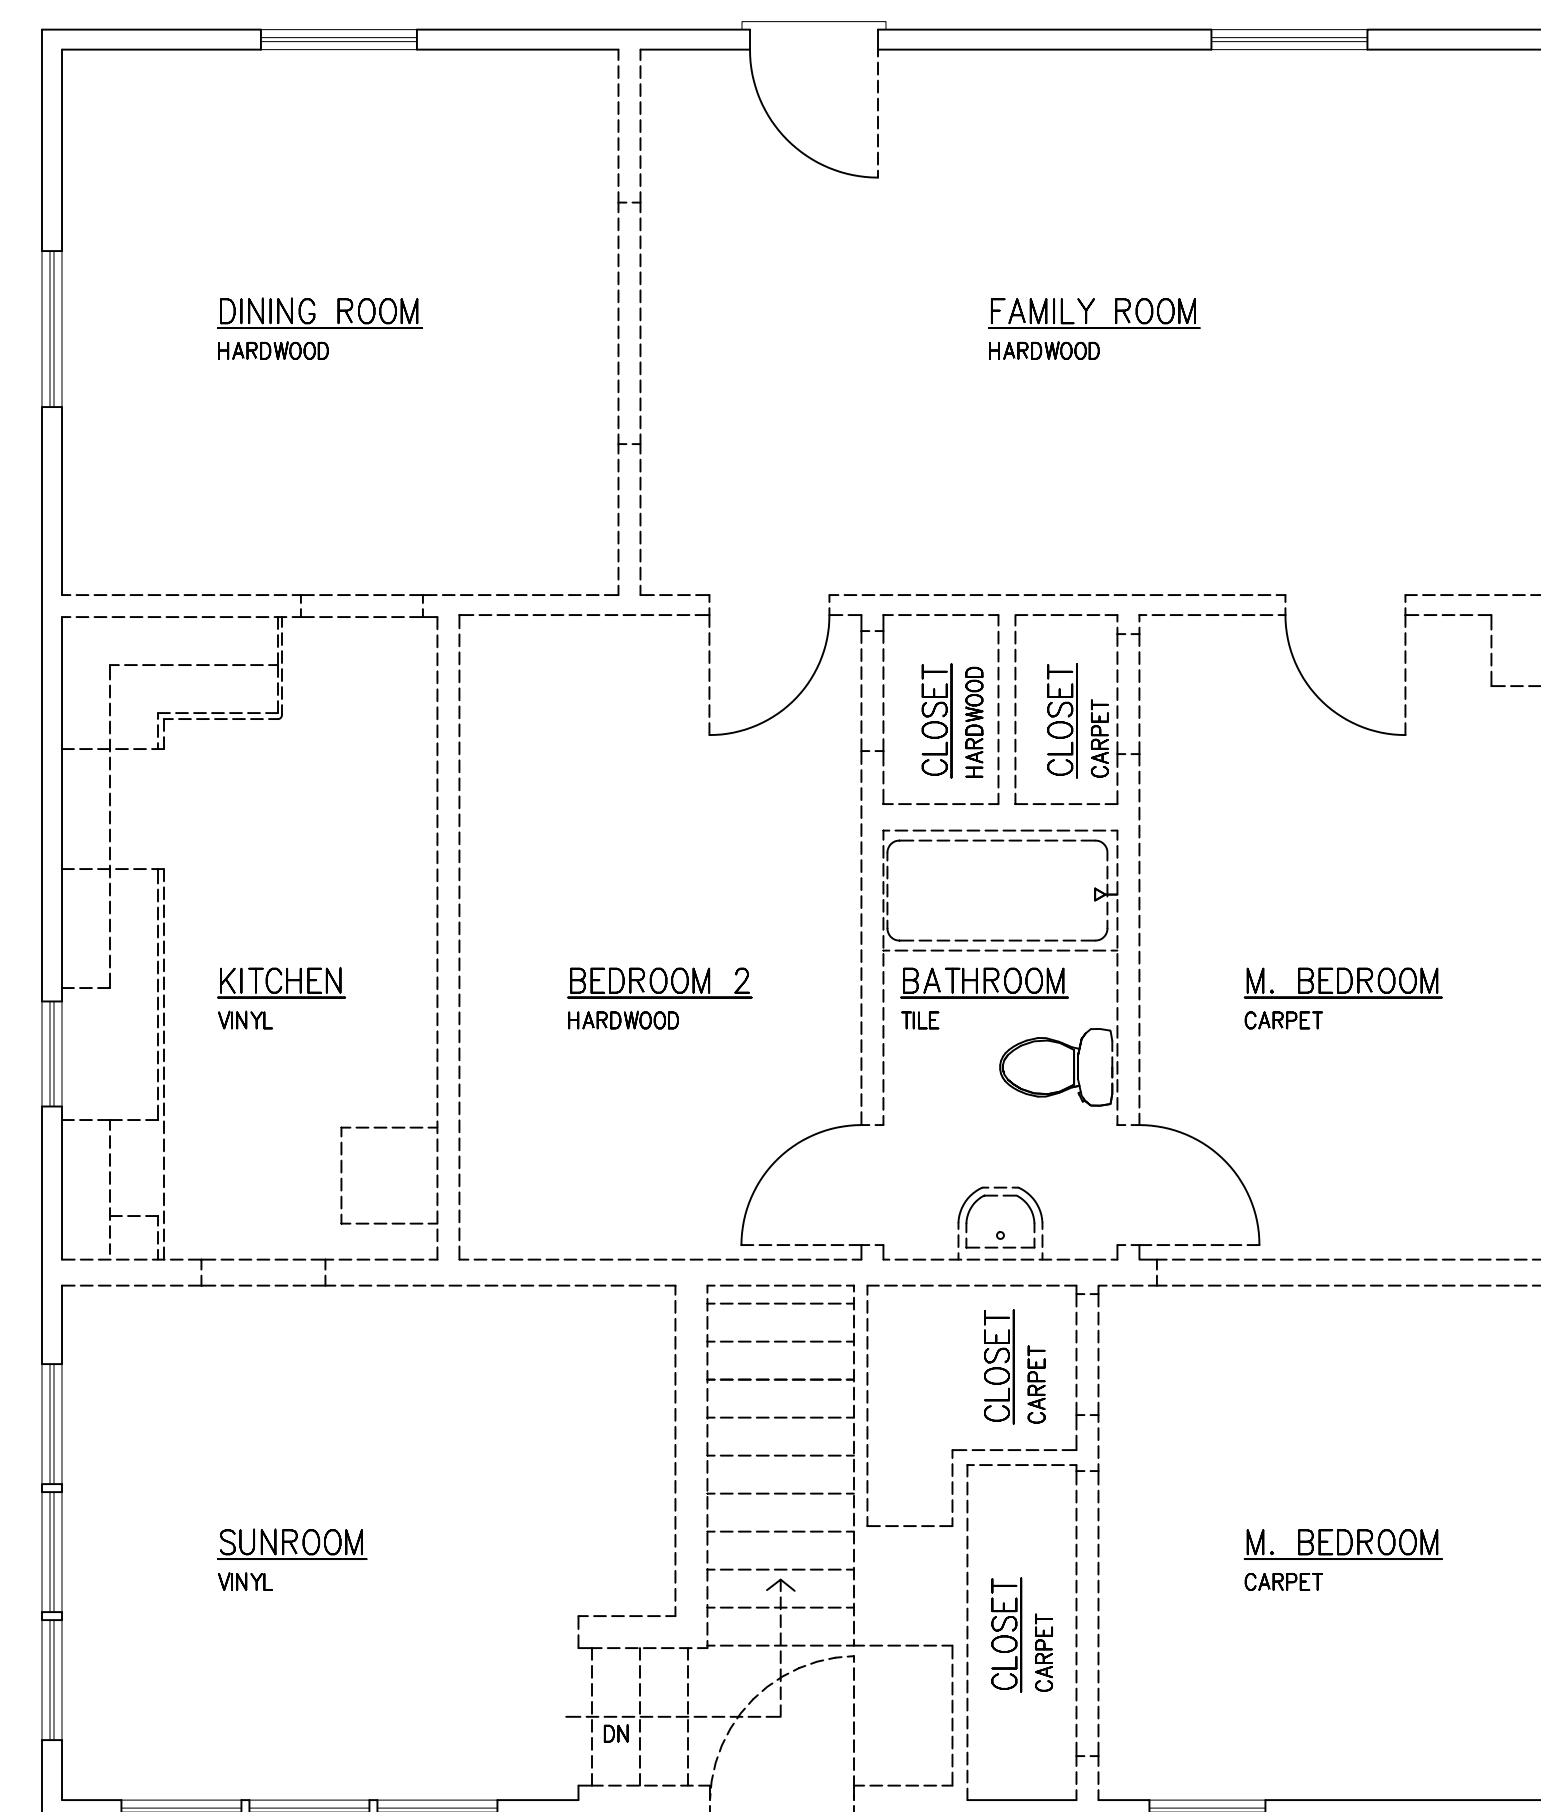 DINING ROOM
HARDWOOD
FAMILY ROOM
HARDWOOD
CLOSET
HARDWOOD
CLOSET
CARPET
KITCHEN
VINYL
BEDROOM 2
HARDWOOD
BATHROOM
TILE
M. BEDROOM
CARPET
CLOSET
CARPET
SUNROOM
VINYL
M. BEDROOM
CARPET
CLOSET
CARPET
DN